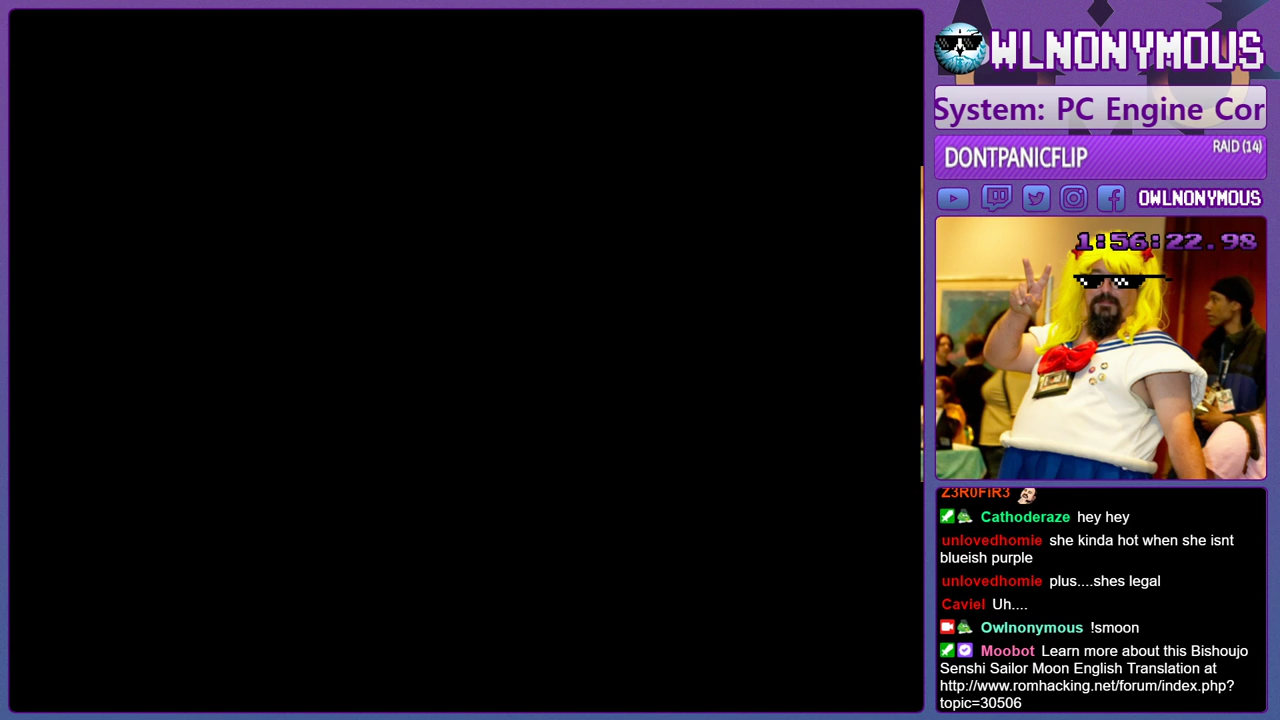 WLNONYMOUS
System: PC Engine Cor
DONTPANICFLIP
RAID (14)
OWLNONYMOUS
1:56:22.98
Z3R0FiR3
Cathoderaze hey hey
unlovedhomie she kinda hot when she isnt
blueish purple
unlovedhomie plus....shes legal
Caviel Uh....
Owlnonymous !smoon
Moobot Learn more about this Bishoujo
Senshi Sailor Moon English Translation at
http://www.romhacking.net/forum/index.php?
topic=30506